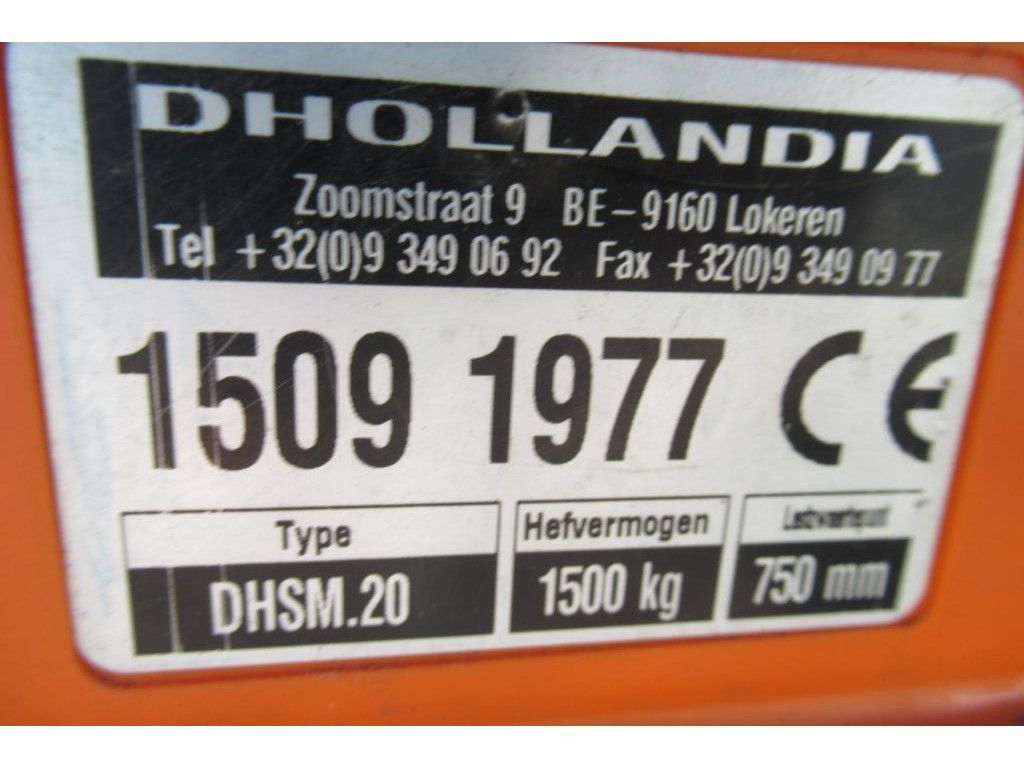 DHOLLANDIA
Zoomstraat 9 BE-9160 Lokeren
Tel +32(0)9 349 06 92 Fax +32(0)9 349 09 77
1509 1977 CE
Type Hefvermogen
DHSM.20 1500 kg 750 mm